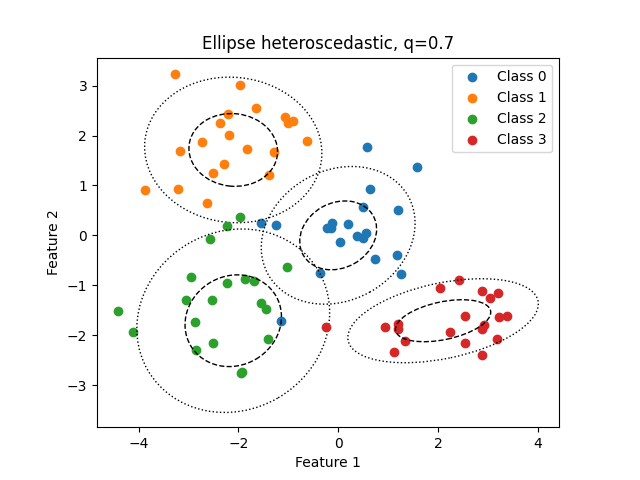 Ellipse heteroscedastic, q=0.7
Class 0
Class 1
Class 2
Class 3
3
2
1
0
−1
−2
−3
Feature 2
−4
−2
0
2
4
Feature 1